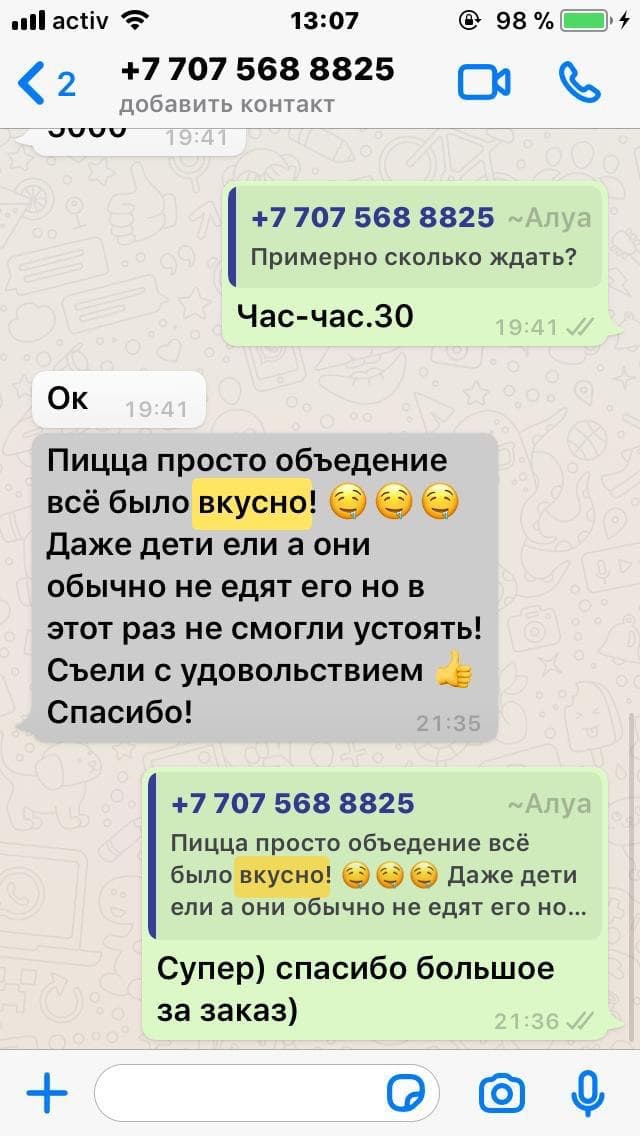 activ 13:07 98 %
2 +7 707 568 8825
добавить контакт
5000 19:41
+7 707 568 8825 ~Алуа
Примерно сколько ждать?
Час-час.30 19:41
Ок 19:41
Пицца просто объедение
всё было вкусно! 🤤🤤🤤
Даже дети ели а они
обычно не едят его но в
этот раз не смогли устоять!
Съели с удовольствием 👍
Спасибо! 21:35
+7 707 568 8825 ~Алуа
Пицца просто объедение всё
было вкусно! 🤤🤤🤤 Даже дети
ели а они обычно не едят его но...
Супер) спасибо большое
за заказ) 21:36